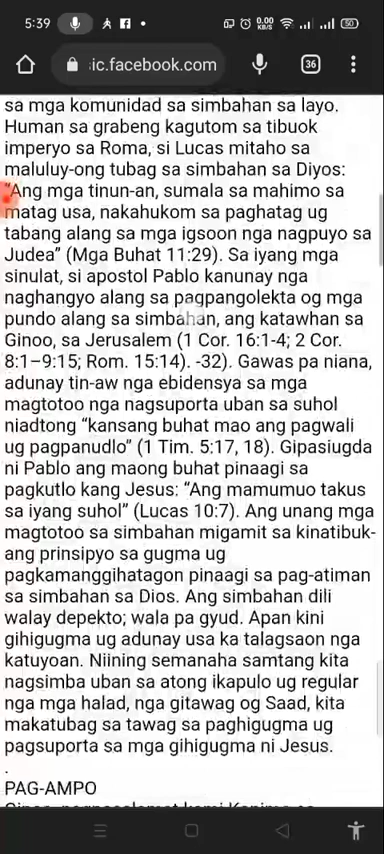 5:39
0.00 KB/S
50
sic.facebook.com
36
sa mga komunidad sa simbahan sa layo.
Human sa grabeng kagutom sa tibuok
imperyo sa Roma, si Lucas mitaho sa
maluluy-ong tubag sa simbahan sa Diyos:
“Ang mga tinun-an, sumala sa mahimo sa
matag usa, nakahukom sa paghatag ug
tabang alang sa mga igsoon nga nagpuyo sa
Judea” (Mga Buhat 11:29). Sa iyang mga
sinulat, si apostol Pablo kanunay nga
naghangyo alang sa pagpangolekta og mga
pundo alang sa simbahan, ang katawhan sa
Ginoo, sa Jerusalem (1 Cor. 16:1-4; 2 Cor.
8:1–9:15; Rom. 15:14). -32). Gawas pa niana,
adunay tin-aw nga ebidensya sa mga
magtotoo nga nagsuporta uban sa suhol
niadtong “kansang buhat mao ang pagwali
ug pagpanudlo” (1 Tim. 5:17, 18). Gipasiugda
ni Pablo ang maong buhat pinaagi sa
pagkutlo kang Jesus: “Ang mamumuo takus
sa iyang suhol” (Lucas 10:7). Ang unang mga
magtotoo sa simbahan migamit sa kinatibuk-
ang prinsipyo sa gugma ug
pagkamanggihatagon pinaagi sa pag-atiman
sa simbahan sa Dios. Ang simbahan dili
walay depekto; wala pa gyud. Apan kini
gihigugma ug adunay usa ka talagsaon nga
katuyoan. Niining semanaha samtang kita
nagsimba uban sa atong ikapulo ug regular
nga mga halad, nga gitawag og Saad, kita
makatubag sa tawag sa paghigugma ug
pagsuporta sa mga gihigugma ni Jesus.
.
PAG-AMPO